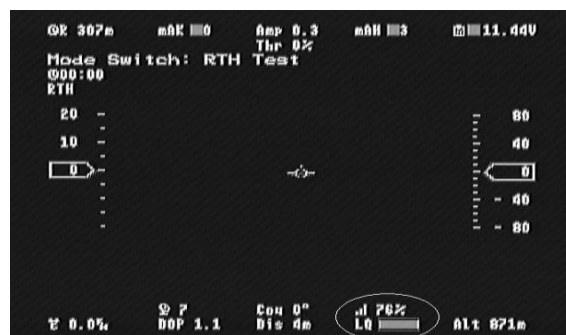 307m mAK 0 Amp 0.3 mAH 3 11.44V
Thr 0%
Mode Switch: RTH Test
00:00
RTH
20 80
10 40
0 0
40
80
7 Cou 0° 76%
0.0% DOP 1.1 Dis 4m LQ Alt 871m